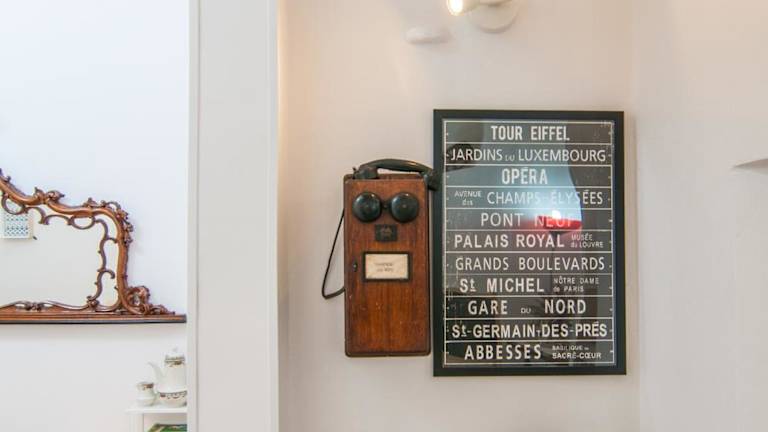 TOUR EIFFEL
JARDINS DU LUXEMBOURG
OPÉRA
AVENUE des CHAMPS ÉLYSÉES
PONT NEUF
PALAIS ROYAL MUSÉE du LOUVRE
GRANDS BOULEVARDS
St MICHEL NÔTRE DAME de PARIS
GARE DU NORD
St-GERMAIN-DES-PRÉS
ABBESSES BASILIQUE du SACRÉ-CŒUR